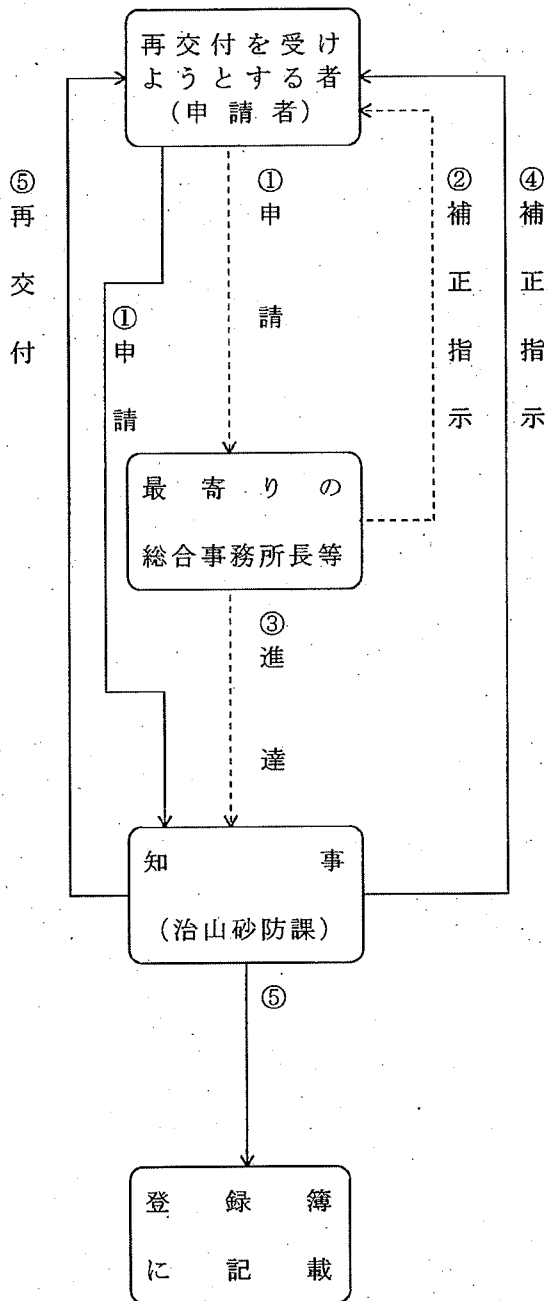 再交付を受け
ようとする者
(申請者)
⑤再交付
①申請
①申請
②補正指示
④補正指示
最寄りの
総合事務所長等
③進達
知事
(治山砂防課)
⑤
登録簿
に記載